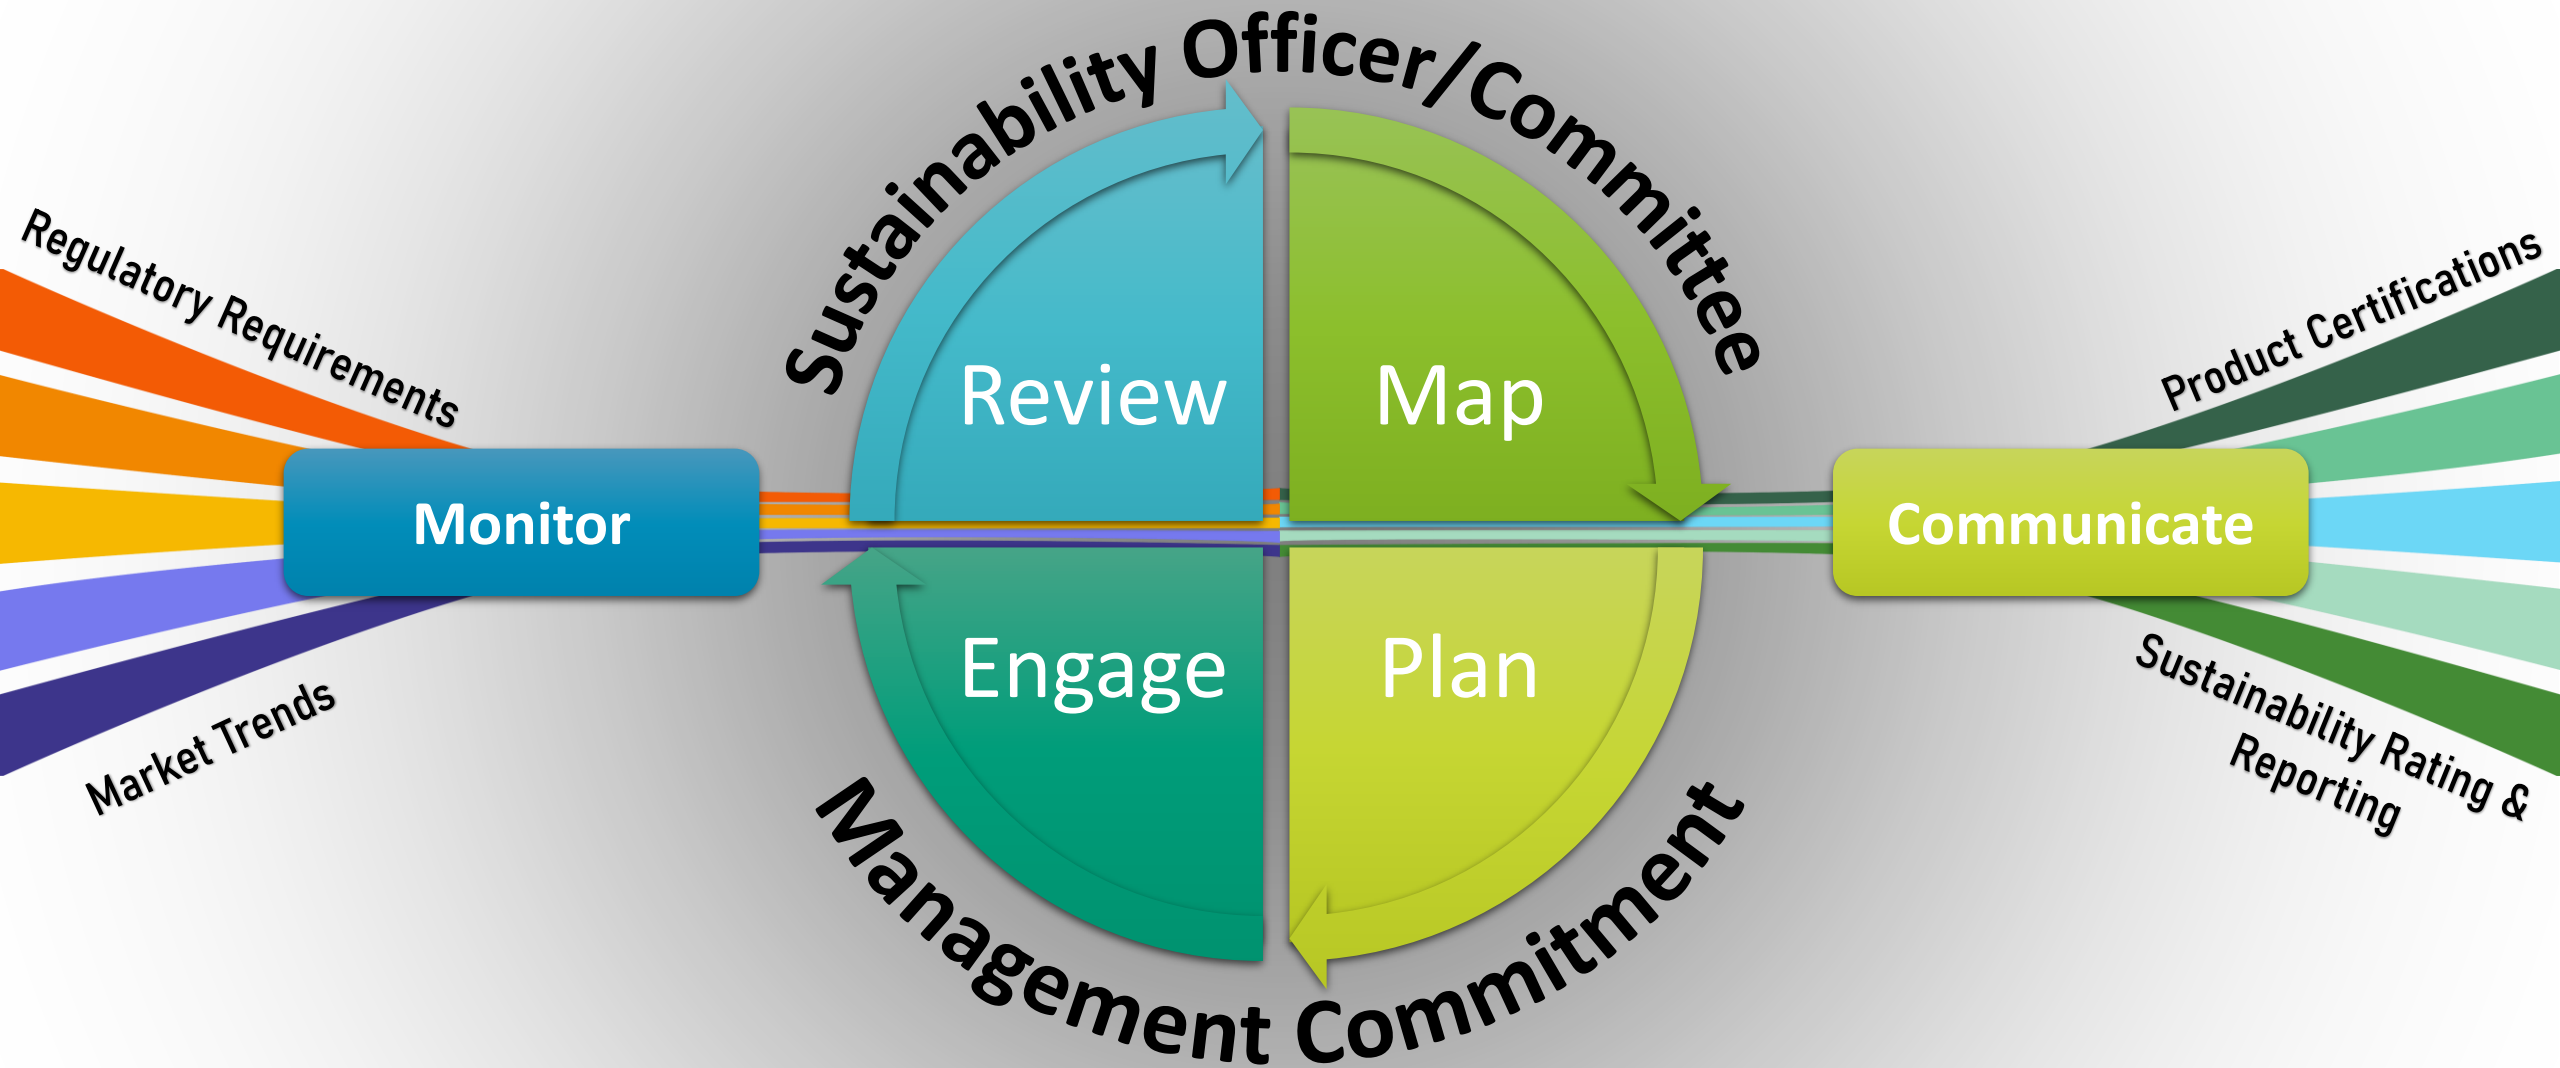 Sustainability Officer/Committee
Regulatory Requirements
Product Certifications
Review
Map
Monitor
Communicate
Engage
Plan
Market Trends
Sustainability Rating &
Reporting
Management Commitment